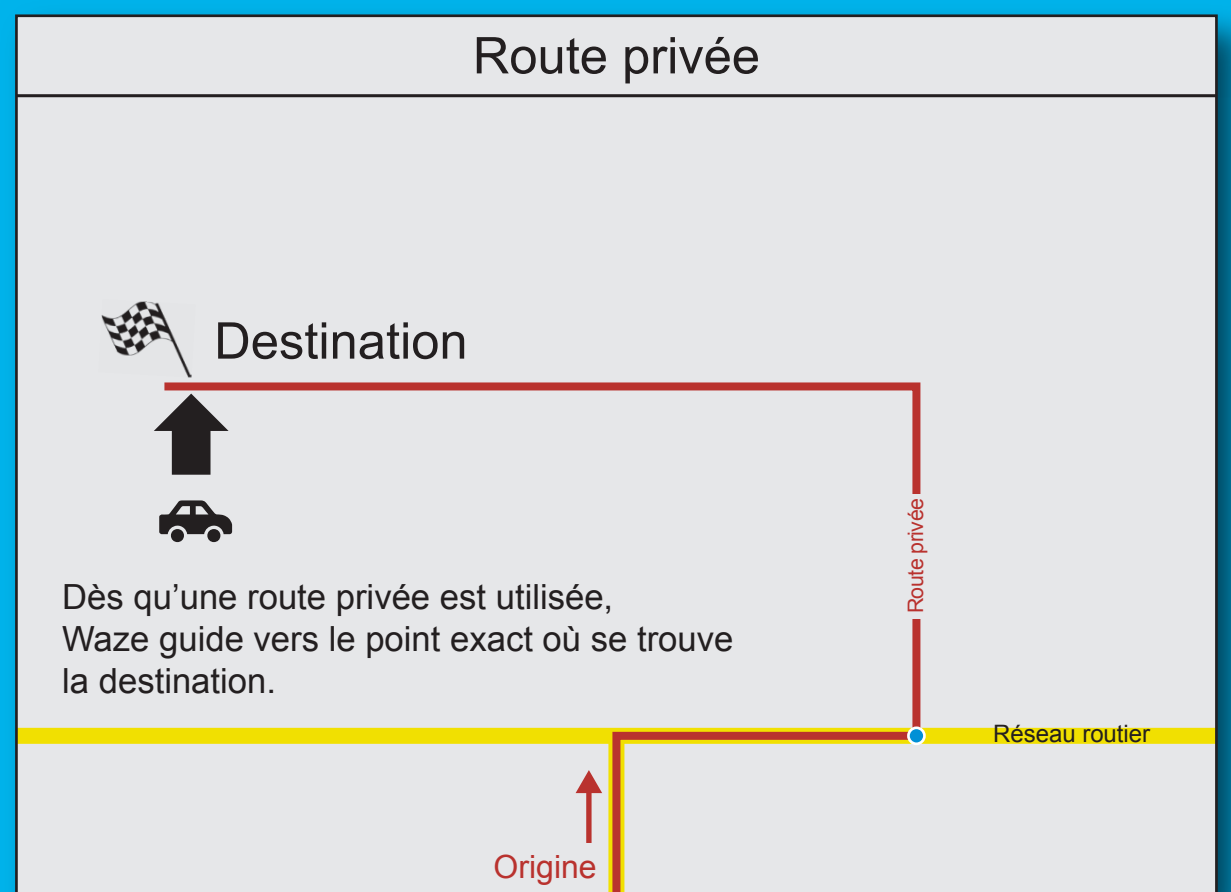 Route privée
Destination
Route privée
Dès qu’une route privée est utilisée,
Waze guide vers le point exact où se trouve
la destination.
Réseau routier
Origine